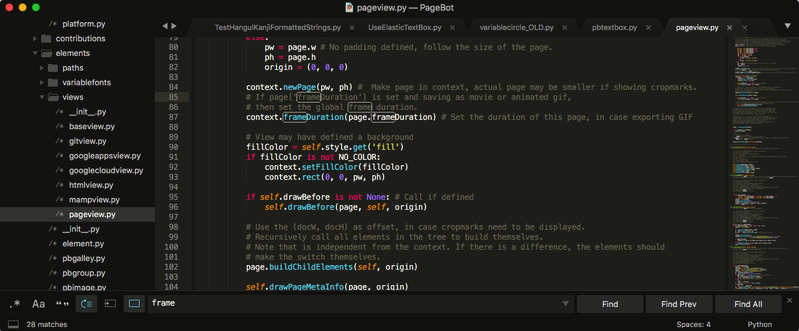 pageview.py — PageBot
platform.py
contributions
elements
paths
variablefonts
views
__init__.py
baseview.py
gitview.py
googleappsview.py
googlecloudview.py
htmlview.py
mampview.py
pageview.py
__init__.py
element.py
pbgallery.py
pbgroup.py
pbimage.py
TestHangulKanjiFormattedStrings.py
UseElasticTextBox.py
variablecircle_OLD.py
pbtextbox.py
pageview.py
79 else:
80 pw = page.w # No padding defined, follow the size of the page.
81 ph = page.h
82 origin = (0, 0, 0)
83
84 context.newPage(pw, ph) # Make page in context, actual page may be smaller if showing cropmarks.
85 # If page['frameDuration'] is set and saving as movie or animated gif,
86 # then set the global frame duration.
87 context.frameDuration(page.frameDuration) # Set the duration of this page, in case exporting GIF
88
89 # View may have defined a background
90 fillColor = self.style.get('fill')
91 if fillColor is not NO_COLOR:
92 context.setFillColor(fillColor)
93 context.rect(0, 0, pw, ph)
94
95 if self.drawBefore is not None: # Call if defined
96 self.drawBefore(page, self, origin)
97
98 # Use the (docW, docH) as offset, in case cropmarks need to be displayed.
99 # Recursively call all elements in the tree to build themselves.
100 # Note that is independent from the context. If there is a difference, the elements should
101 # make the switch themselves.
102 page.buildChildElements(self, origin)
103
104 self.drawPageMetaInfo(page, origin)
.*
Aa
“”
frame
Find
Find Prev
Find All
28 matches
Spaces: 4
Python